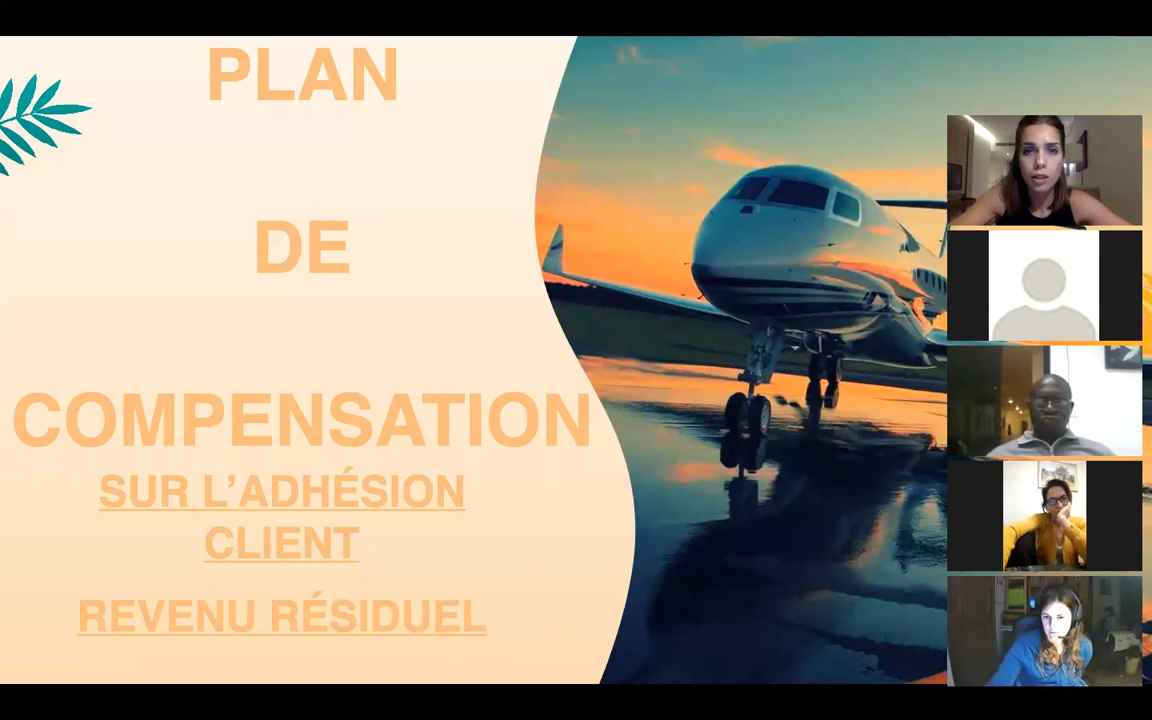 PLAN
DE
COMPENSATION
SUR L’ADHÉSION
CLIENT
REVENU RÉSIDUEL